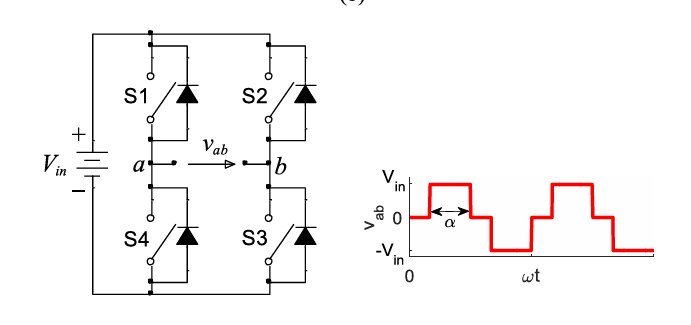 S1
S2
+
V_in
−
a
v_ab
b
S4
S3
V_in
0
-V_in
v_ab
α
0
ωt